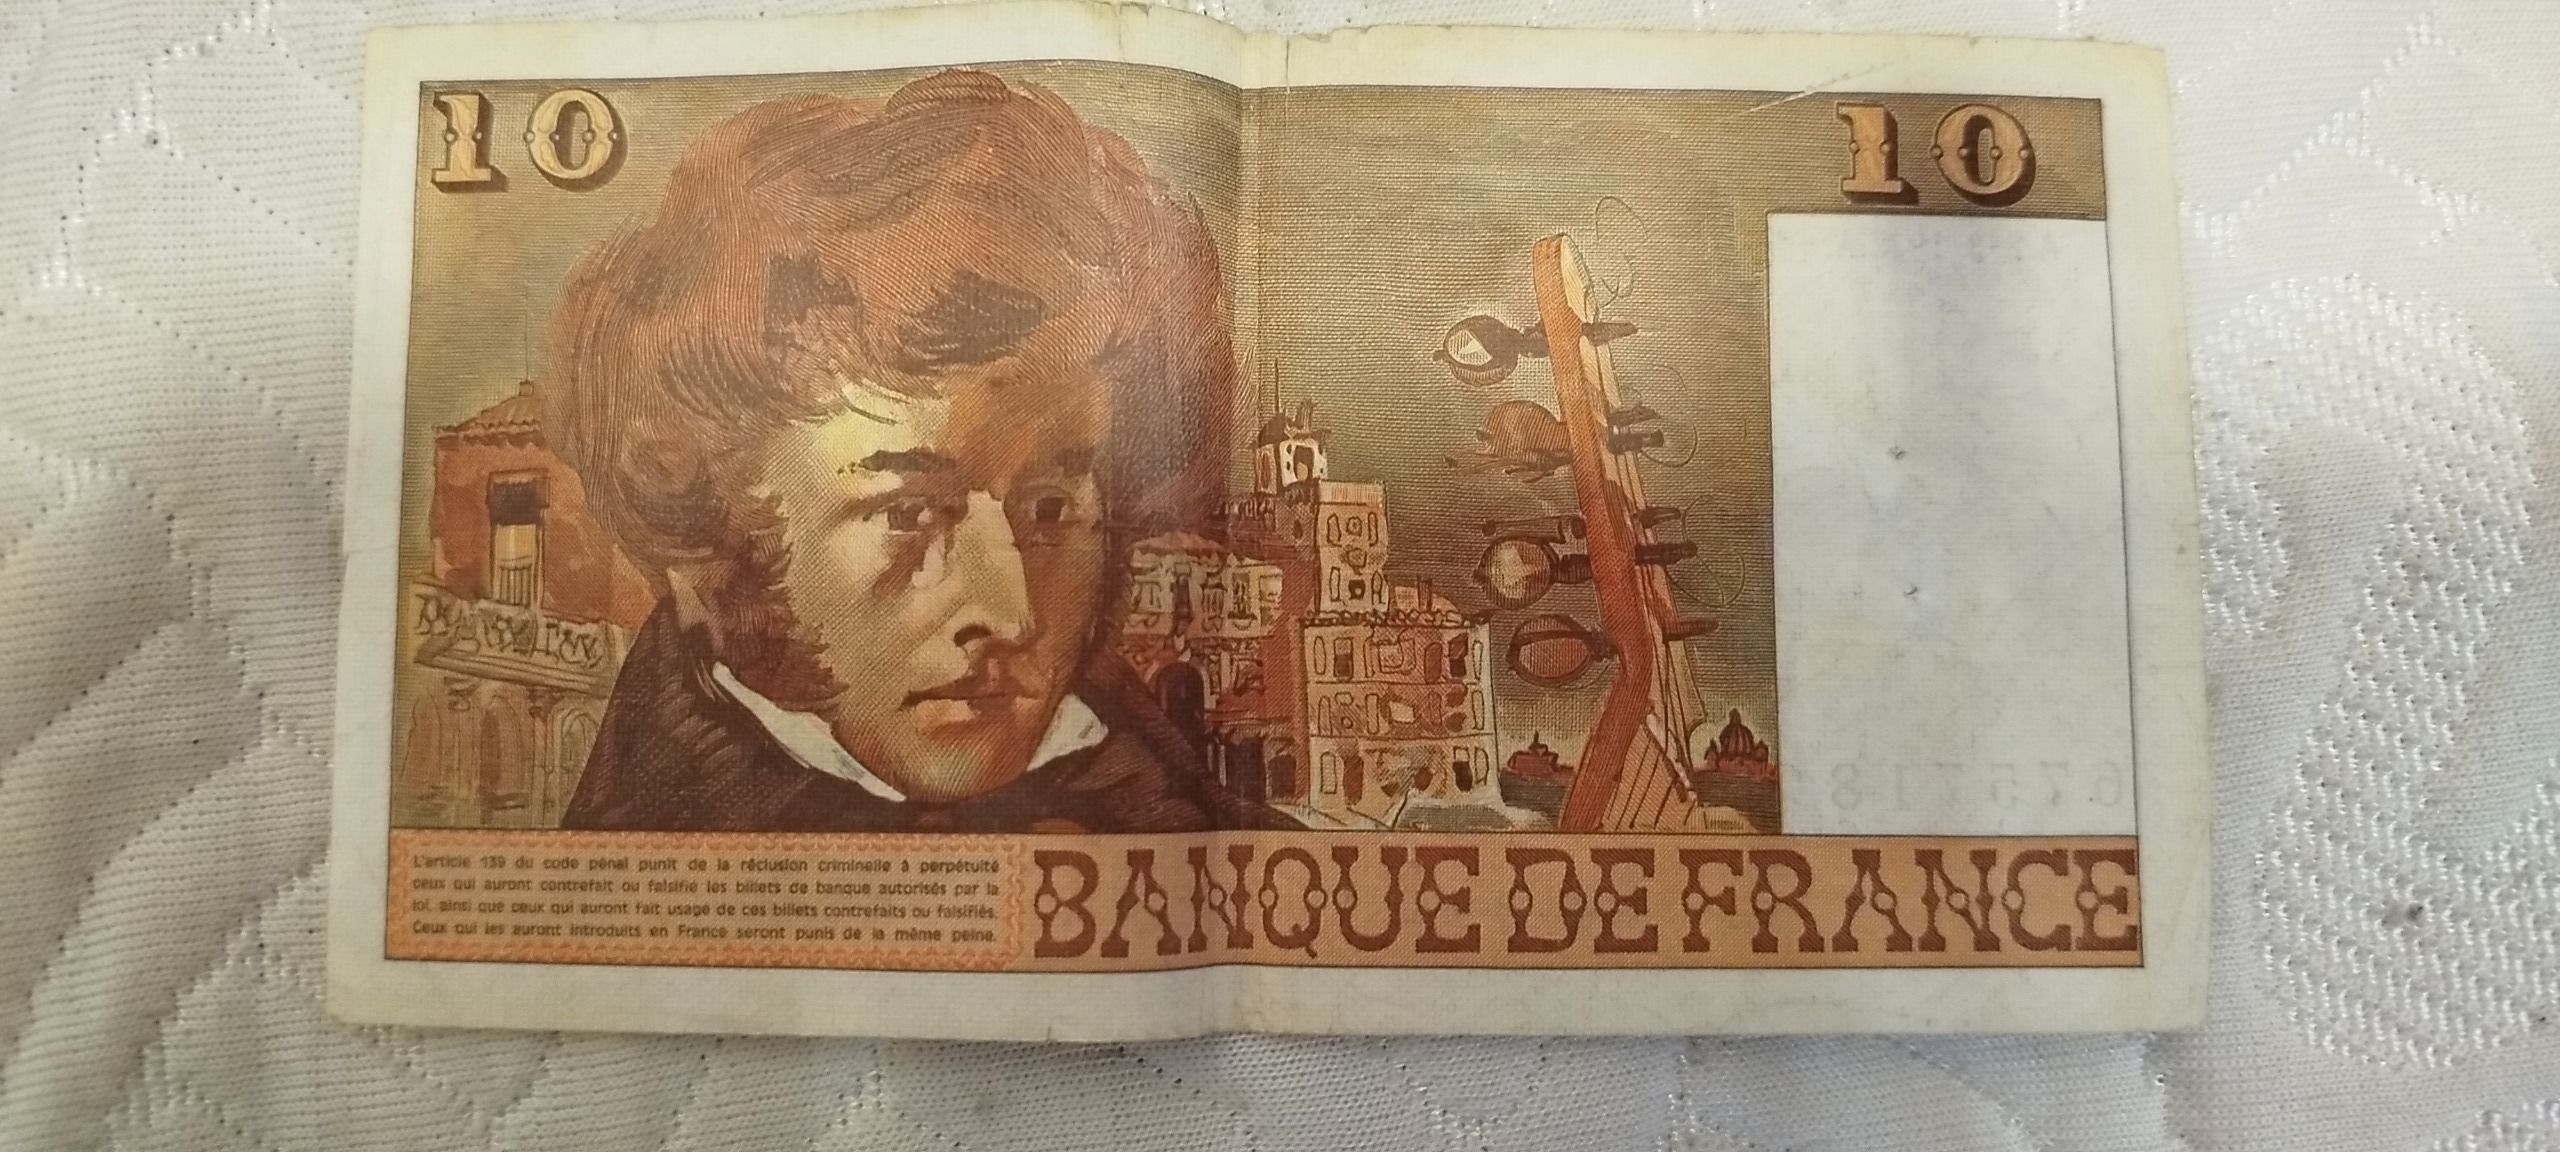 10
10
L'article 139 du code pénal punit de la réclusion criminelle à perpétuité
ceux qui auront contrefait ou falsifié les billets de banque autorisés par la
loi, ainsi que ceux qui auront fait usage de ces billets contrefaits ou falsifiés.
Ceux qui les auront introduits en France seront punis de la même peine.
BANQUE DE FRANCE